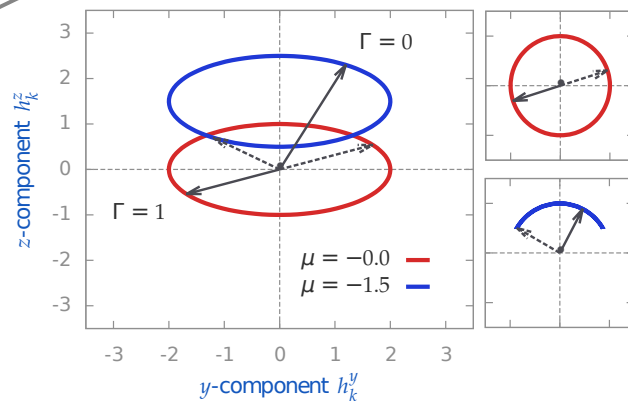 3
2
1
0
-1
-2
-3
z-component h_k^z
Γ = 0
Γ = 1
μ = −0.0
μ = −1.5
-3 -2 -1 0 1 2 3
y-component h_k^y